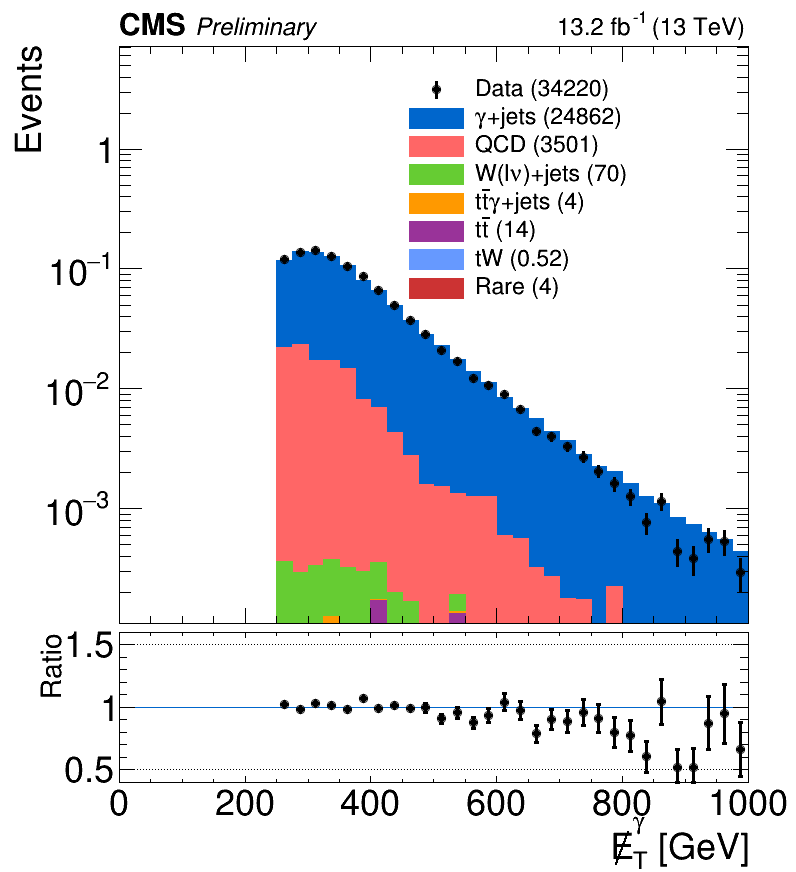 CMS Preliminary 13.2 fb⁻¹ (13 TeV)
Events
Data (34220)
γ+jets (24862)
QCD (3501)
W(lν)+jets (70)
tt̄γ+jets (4)
tt̄ (14)
tW (0.52)
Rare (4)
1
10⁻¹
10⁻²
10⁻³
Ratio
1.5
1
0.5
0 200 400 600 800 1000
E̸_T^γ [GeV]